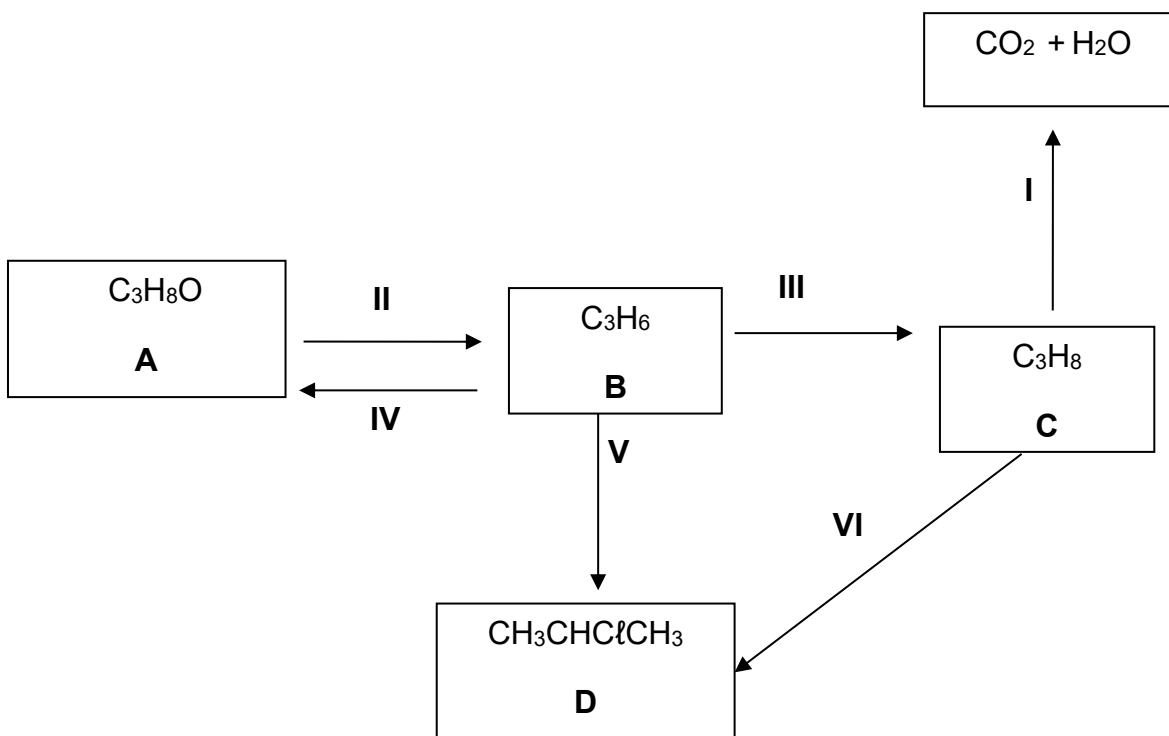 CO₂ + H₂O
I
C₃H₈O
A
II
IV
C₃H₆
B
III
C₃H₈
C
V
VI
CH₃CHCℓCH₃
D